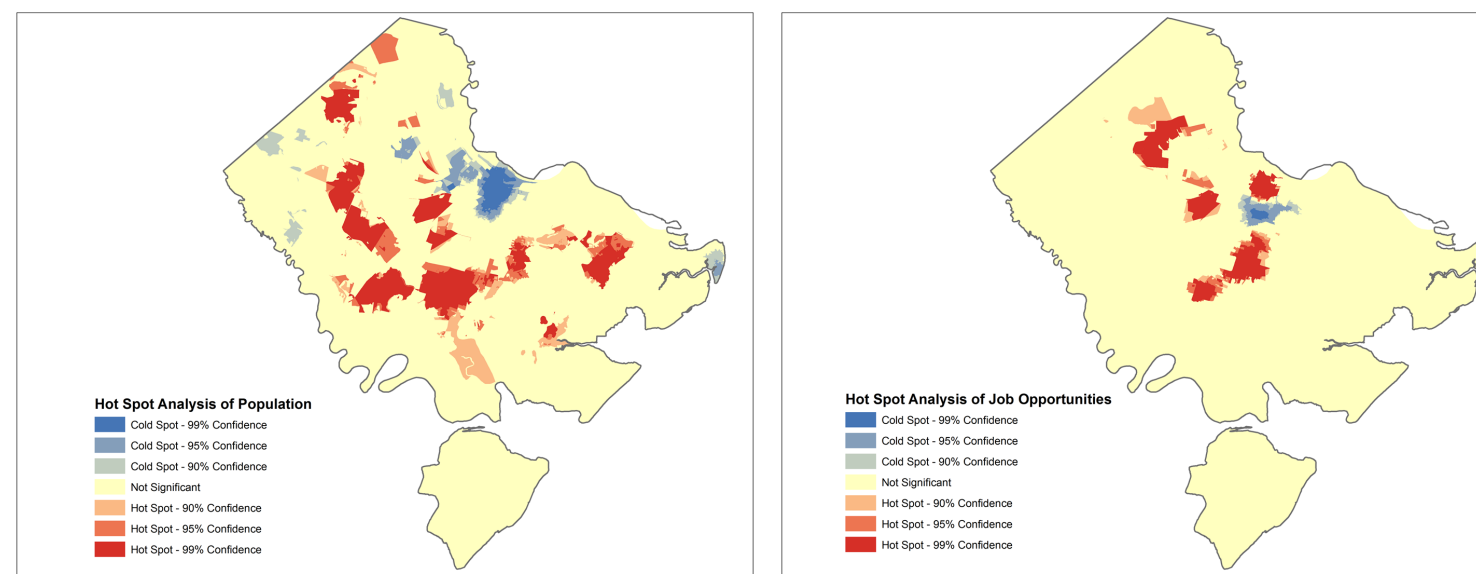 Hot Spot Analysis of Population
Cold Spot - 99% Confidence
Cold Spot - 95% Confidence
Cold Spot - 90% Confidence
Not Significant
Hot Spot - 90% Confidence
Hot Spot - 95% Confidence
Hot Spot - 99% Confidence
Hot Spot Analysis of Job Opportunities
Cold Spot - 99% Confidence
Cold Spot - 95% Confidence
Cold Spot - 90% Confidence
Not Significant
Hot Spot - 90% Confidence
Hot Spot - 95% Confidence
Hot Spot - 99% Confidence